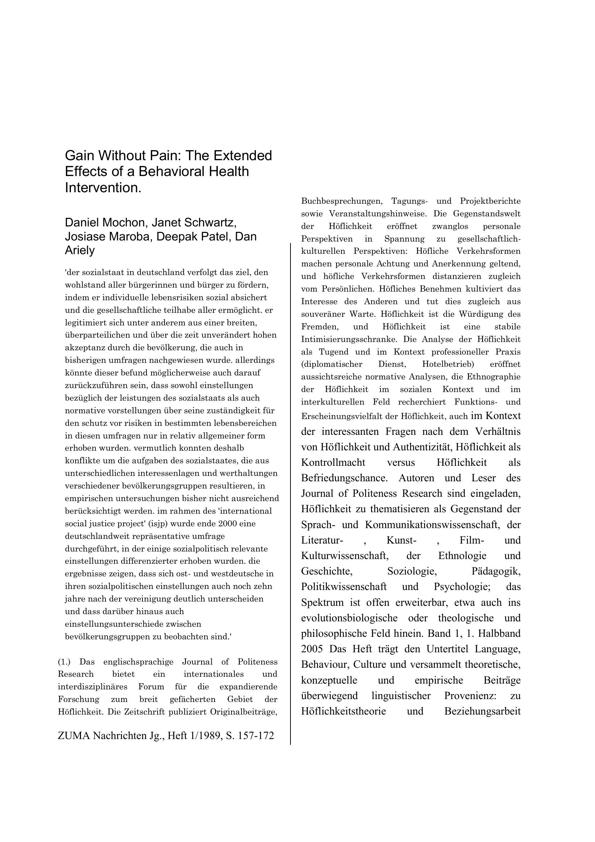 Gain Without Pain: The Extended
Effects of a Behavioral Health
Intervention.
Daniel Mochon, Janet Schwartz,
Josiase Maroba, Deepak Patel, Dan
Ariely
'der sozialstaat in deutschland verfolgt das ziel, den
wohlstand aller bürgerinnen und bürger zu fördern,
indem er individuelle lebensrisiken sozial absichert
und die gesellschaftliche teilhabe aller ermöglicht. er
legitimiert sich unter anderem aus einer breiten,
überparteilichen und über die zeit unverändert hohen
akzeptanz durch die bevölkerung, die auch in
bisherigen umfragen nachgewiesen wurde. allerdings
könnte dieser befund möglicherweise auch darauf
zurückzuführen sein, dass sowohl einstellungen
bezüglich der leistungen des sozialstaats als auch
normative vorstellungen über seine zuständigkeit für
den schutz vor risiken in bestimmten lebensbereichen
in diesen umfragen nur in relativ allgemeiner form
erhoben wurden. vermutlich konnten deshalb
konflikte um die aufgaben des sozialstaates, die aus
unterschiedlichen interessenlagen und werthaltungen
verschiedener bevölkerungsgruppen resultieren, in
empirischen untersuchungen bisher nicht ausreichend
berücksichtigt werden. im rahmen des 'international
social justice project' (isjp) wurde ende 2000 eine
deutschlandweit repräsentative umfrage
durchgeführt, in der einige sozialpolitisch relevante
einstellungen differenzierter erhoben wurden. die
ergebnisse zeigen, dass sich ost- und westdeutsche in
ihren sozialpolitischen einstellungen auch noch zehn
jahre nach der vereinigung deutlich unterscheiden
und dass darüber hinaus auch
einstellungsunterschiede zwischen
bevölkerungsgruppen zu beobachten sind.'
(1.) Das englischsprachige Journal of Politeness
Research bietet ein internationales und
interdisziplinäres Forum für die expandierende
Forschung zum breit gefächerten Gebiet der
Höflichkeit. Die Zeitschrift publiziert Originalbeiträge,
ZUMA Nachrichten Jg., Heft 1/1989, S. 157-172
Buchbesprechungen, Tagungs- und Projektberichte
sowie Veranstaltungshinweise. Die Gegenstandswelt
der Höflichkeit eröffnet zwanglos personale
Perspektiven in Spannung zu gesellschaftlich-
kulturellen Perspektiven: Höfliche Verkehrsformen
machen personale Achtung und Anerkennung geltend,
und höfliche Verkehrsformen distanzieren zugleich
vom Persönlichen. Höfliches Benehmen kultiviert das
Interesse des Anderen und tut dies zugleich aus
souveräner Warte. Höflichkeit ist die Würdigung des
Fremden, und Höflichkeit ist eine stabile
Intimisierungsschranke. Die Analyse der Höflichkeit
als Tugend und im Kontext professioneller Praxis
(diplomatischer Dienst, Hotelbetrieb) eröffnet
aussichtsreiche normative Analysen, die Ethnographie
der Höflichkeit im sozialen Kontext und im
interkulturellen Feld recherchiert Funktions- und
Erscheinungsvielfalt der Höflichkeit, auch im Kontext
der interessanten Fragen nach dem Verhältnis
von Höflichkeit und Authentizität, Höflichkeit als
Kontrollmacht versus Höflichkeit als
Befriedungschance. Autoren und Leser des
Journal of Politeness Research sind eingeladen,
Höflichkeit zu thematisieren als Gegenstand der
Sprach- und Kommunikationswissenschaft, der
Literatur- , Kunst- , Film- und
Kulturwissenschaft, der Ethnologie und
Geschichte, Soziologie, Pädagogik,
Politikwissenschaft und Psychologie; das
Spektrum ist offen erweiterbar, etwa auch ins
evolutionsbiologische oder theologische und
philosophische Feld hinein. Band 1, 1. Halbband
2005 Das Heft trägt den Untertitel Language,
Behaviour, Culture und versammelt theoretische,
konzeptuelle und empirische Beiträge
überwiegend linguistischer Provenienz: zu
Höflichkeitstheorie und Beziehungsarbeit